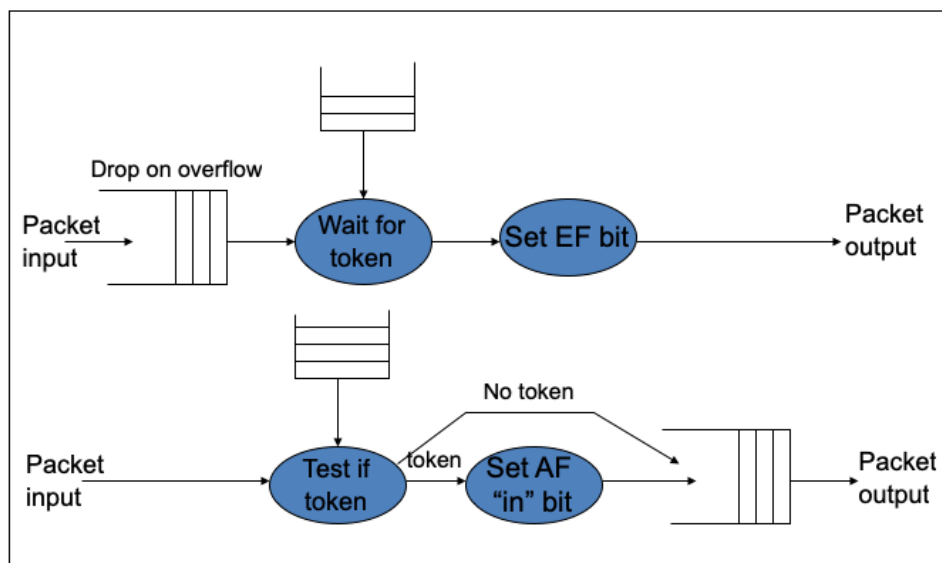 Drop on overflow
Packet
input
Wait for
token
Set EF bit
Packet
output
No token
Packet
input
Test if
token
token
Set AF
“in” bit
Packet
output